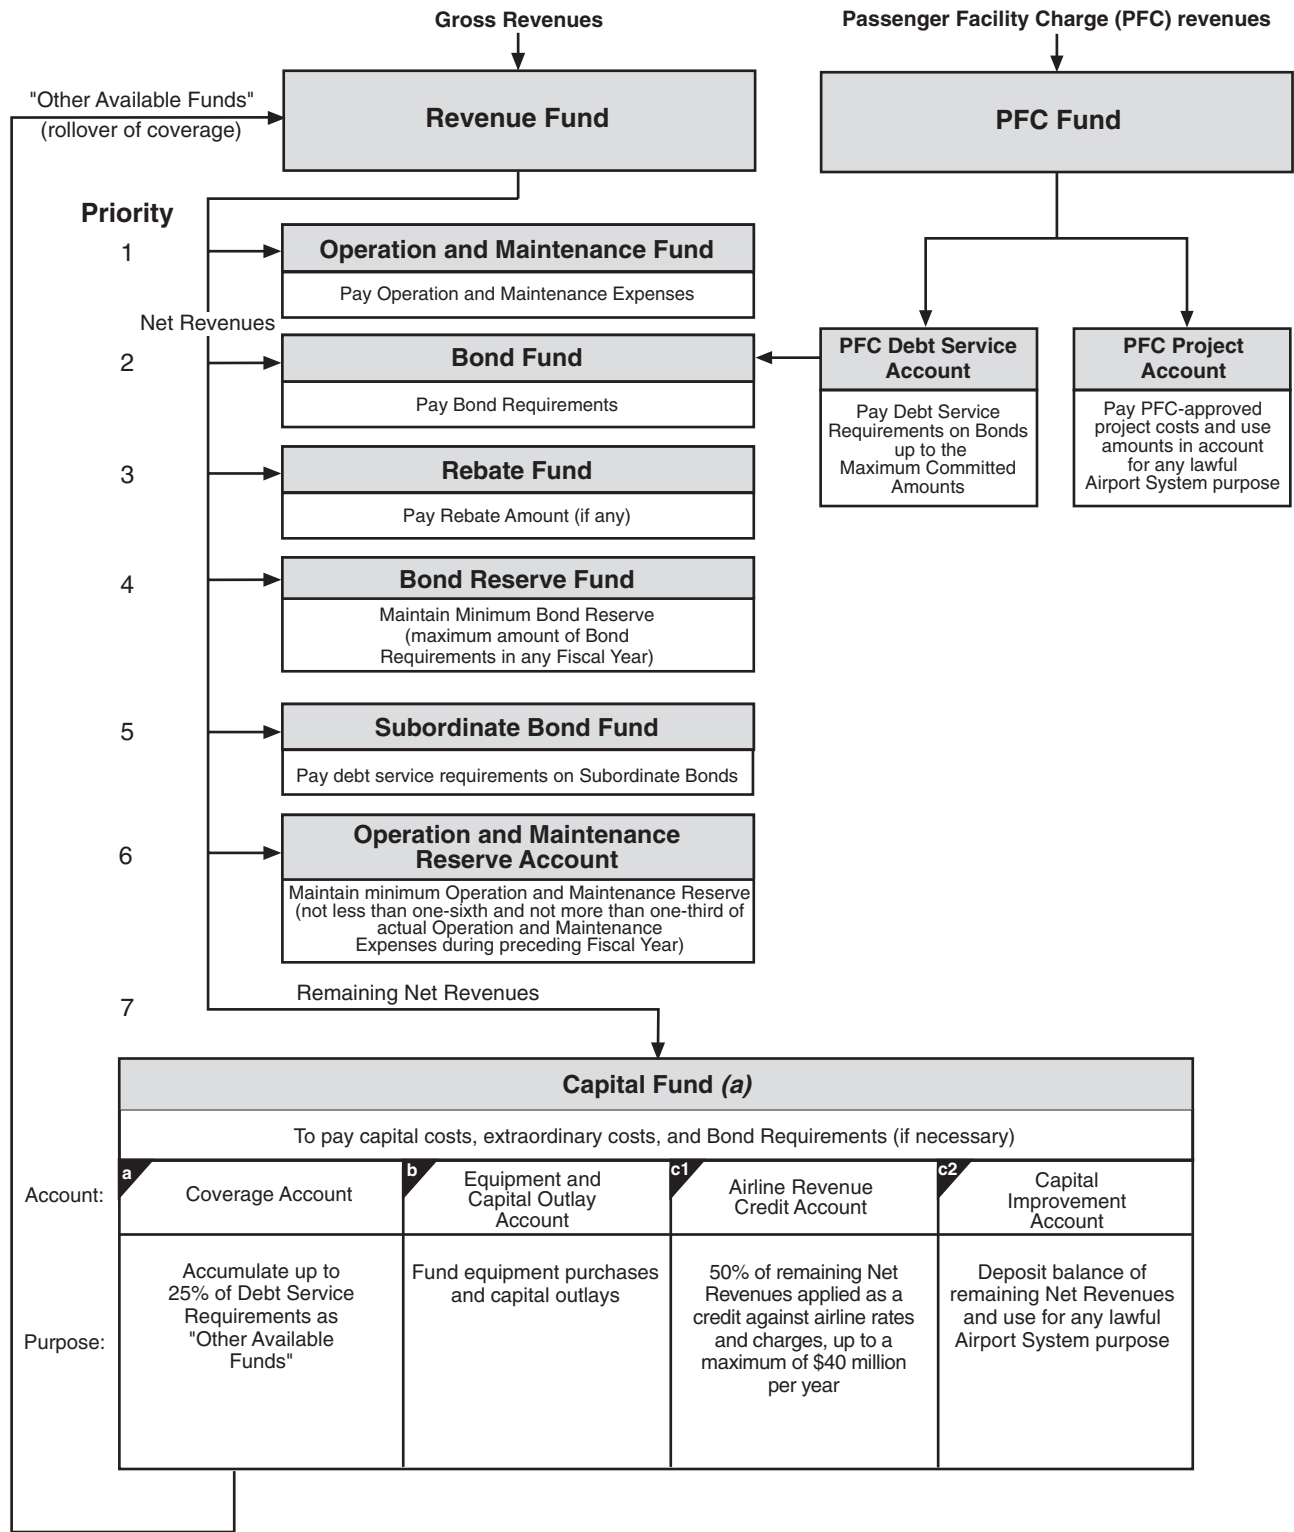 Gross Revenues
Passenger Facility Charge (PFC) revenues
"Other Available Funds"
(rollover of coverage)
Revenue Fund
PFC Fund
Priority
1
Operation and Maintenance Fund
Pay Operation and Maintenance Expenses
Net Revenues
2
Bond Fund
Pay Bond Requirements
PFC Debt Service
Account
Pay Debt Service
Requirements on Bonds
up to the
Maximum Committed
Amounts
PFC Project
Account
Pay PFC-approved
project costs and use
amounts in account
for any lawful
Airport System purpose
3
Rebate Fund
Pay Rebate Amount (if any)
4
Bond Reserve Fund
Maintain Minimum Bond Reserve
(maximum amount of Bond
Requirements in any Fiscal Year)
5
Subordinate Bond Fund
Pay debt service requirements on Subordinate Bonds
6
Operation and Maintenance
Reserve Account
Maintain minimum Operation and Maintenance Reserve
(not less than one-sixth and not more than one-third of
actual Operation and Maintenance
Expenses during preceding Fiscal Year)
7
Remaining Net Revenues
Capital Fund (a)
To pay capital costs, extraordinary costs, and Bond Requirements (if necessary)
Account:
a
Coverage Account
b
Equipment and
Capital Outlay
Account
c1
Airline Revenue
Credit Account
c2
Capital
Improvement
Account
Purpose:
Accumulate up to
25% of Debt Service
Requirements as
"Other Available
Funds"
Fund equipment purchases
and capital outlays
50% of remaining Net
Revenues applied as a
credit against airline rates
and charges, up to a
maximum of $40 million
per year
Deposit balance of
remaining Net Revenues
and use for any lawful
Airport System purpose